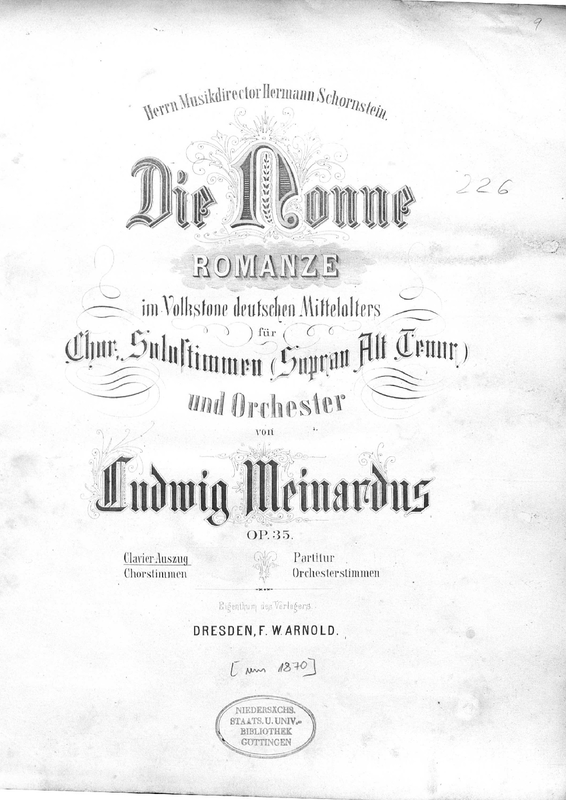 9
Herrn Musikdirector Hermann Schornstein.
226
Die Nonne
ROMANZE
im Volkstone deutschen Mittelalters
für
Chor, Solostimmen (Sopran Alt Tenor)
und Orchester
von
Ludwig Meinardus
OP. 35.
Clavier Auszug Partitur
Chorstimmen Orchesterstimmen
Eigenthum des Verlegers
DRESDEN, F. W. ARNOLD.
[um 1870]
NIEDERSÄCHS.
STAATS. U. UNIV.-
BIBLIOTHEK
GÖTTINGEN